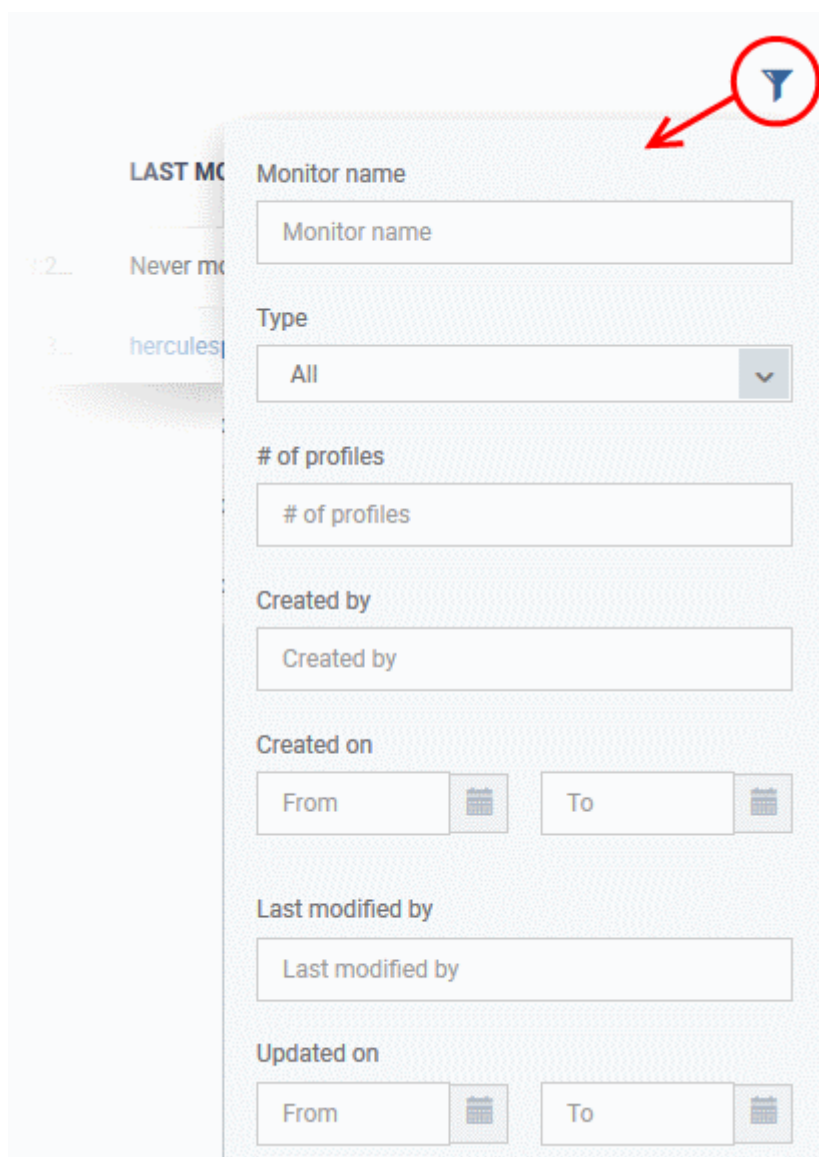 LAST MO
Monitor name
Monitor name
Never mo
Type
hercules
All
# of profiles
# of profiles
Created by
Created by
Created on
From To
Last modified by
Last modified by
Updated on
From To